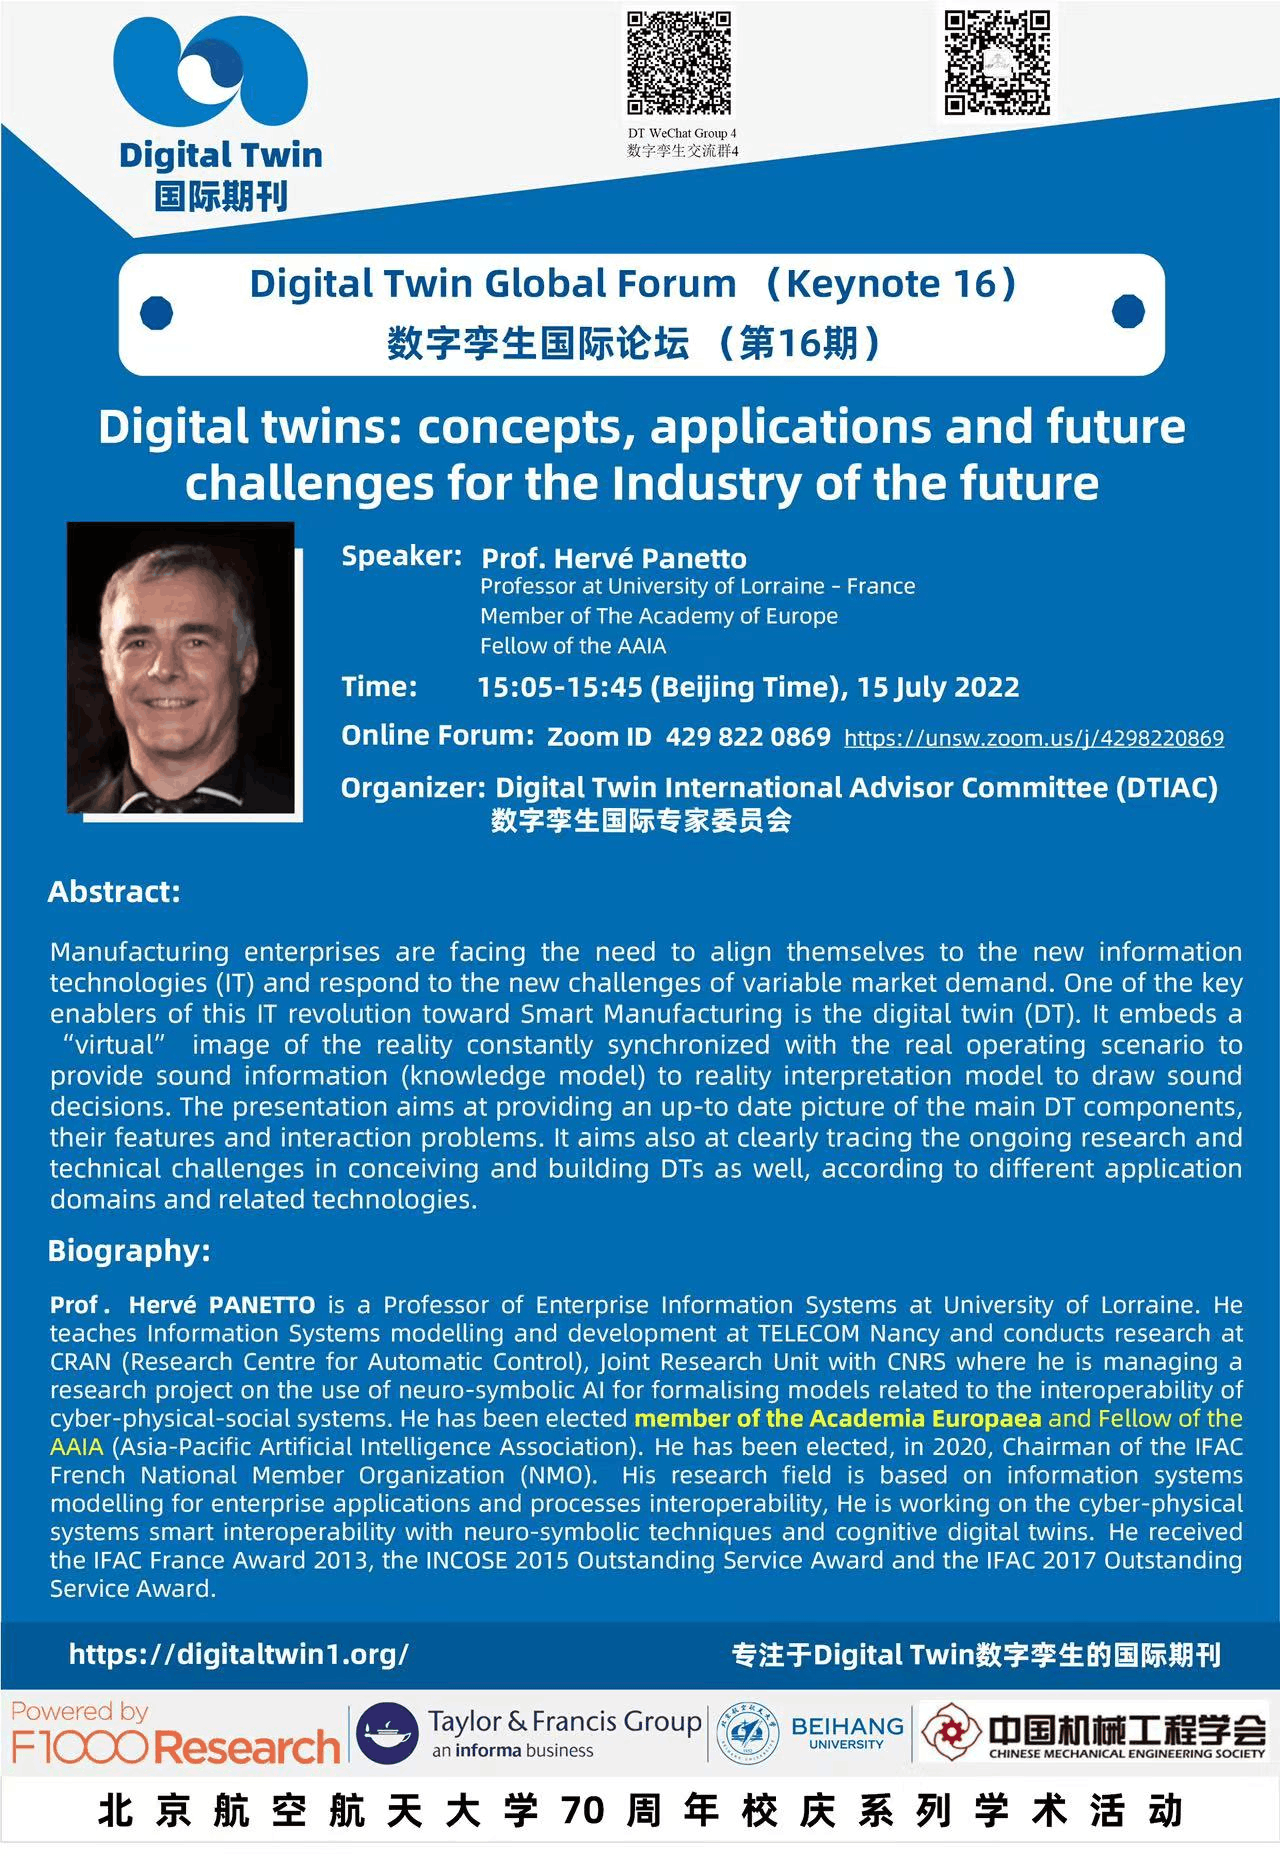 DT WeChat Group 4
数字孪生交流群4
Digital Twin
国际期刊
Digital Twin Global Forum （Keynote 16）
数字孪生国际论坛 （第16期）
Digital twins: concepts, applications and future
challenges for the Industry of the future
Speaker: Prof. Hervé Panetto
Professor at University of Lorraine – France
Member of The Academy of Europe
Fellow of the AAIA
Time: 15:05-15:45 (Beijing Time), 15 July 2022
Online Forum: Zoom ID 429 822 0869 https://unsw.zoom.us/j/4298220869
Organizer: Digital Twin International Advisor Committee (DTIAC)
数字孪生国际专家委员会
Abstract:
Manufacturing enterprises are facing the need to align themselves to the new information
technologies (IT) and respond to the new challenges of variable market demand. One of the key
enablers of this IT revolution toward Smart Manufacturing is the digital twin (DT). It embeds a
“virtual” image of the reality constantly synchronized with the real operating scenario to
provide sound information (knowledge model) to reality interpretation model to draw sound
decisions. The presentation aims at providing an up-to date picture of the main DT components,
their features and interaction problems. It aims also at clearly tracing the ongoing research and
technical challenges in conceiving and building DTs as well, according to different application
domains and related technologies.
Biography:
Prof. Hervé PANETTO is a Professor of Enterprise Information Systems at University of Lorraine. He
teaches Information Systems modelling and development at TELECOM Nancy and conducts research at
CRAN (Research Centre for Automatic Control), Joint Research Unit with CNRS where he is managing a
research project on the use of neuro-symbolic AI for formalising models related to the interoperability of
cyber-physical-social systems. He has been elected member of the Academia Europaea and Fellow of the
AAIA (Asia-Pacific Artificial Intelligence Association). He has been elected, in 2020, Chairman of the IFAC
French National Member Organization (NMO). His research field is based on information systems
modelling for enterprise applications and processes interoperability, He is working on the cyber-physical
systems smart interoperability with neuro-symbolic techniques and cognitive digital twins. He received
the IFAC France Award 2013, the INCOSE 2015 Outstanding Service Award and the IFAC 2017 Outstanding
Service Award.
https://digitaltwin1.org/ 专注于Digital Twin数字孪生的国际期刊
Powered by
F1000Research
Taylor & Francis Group
an informa business
BEIHANG
UNIVERSITY
中国机械工程学会
CHINESE MECHANICAL ENGINEERING SOCIETY
北京航空航天大学70周年校庆系列学术活动